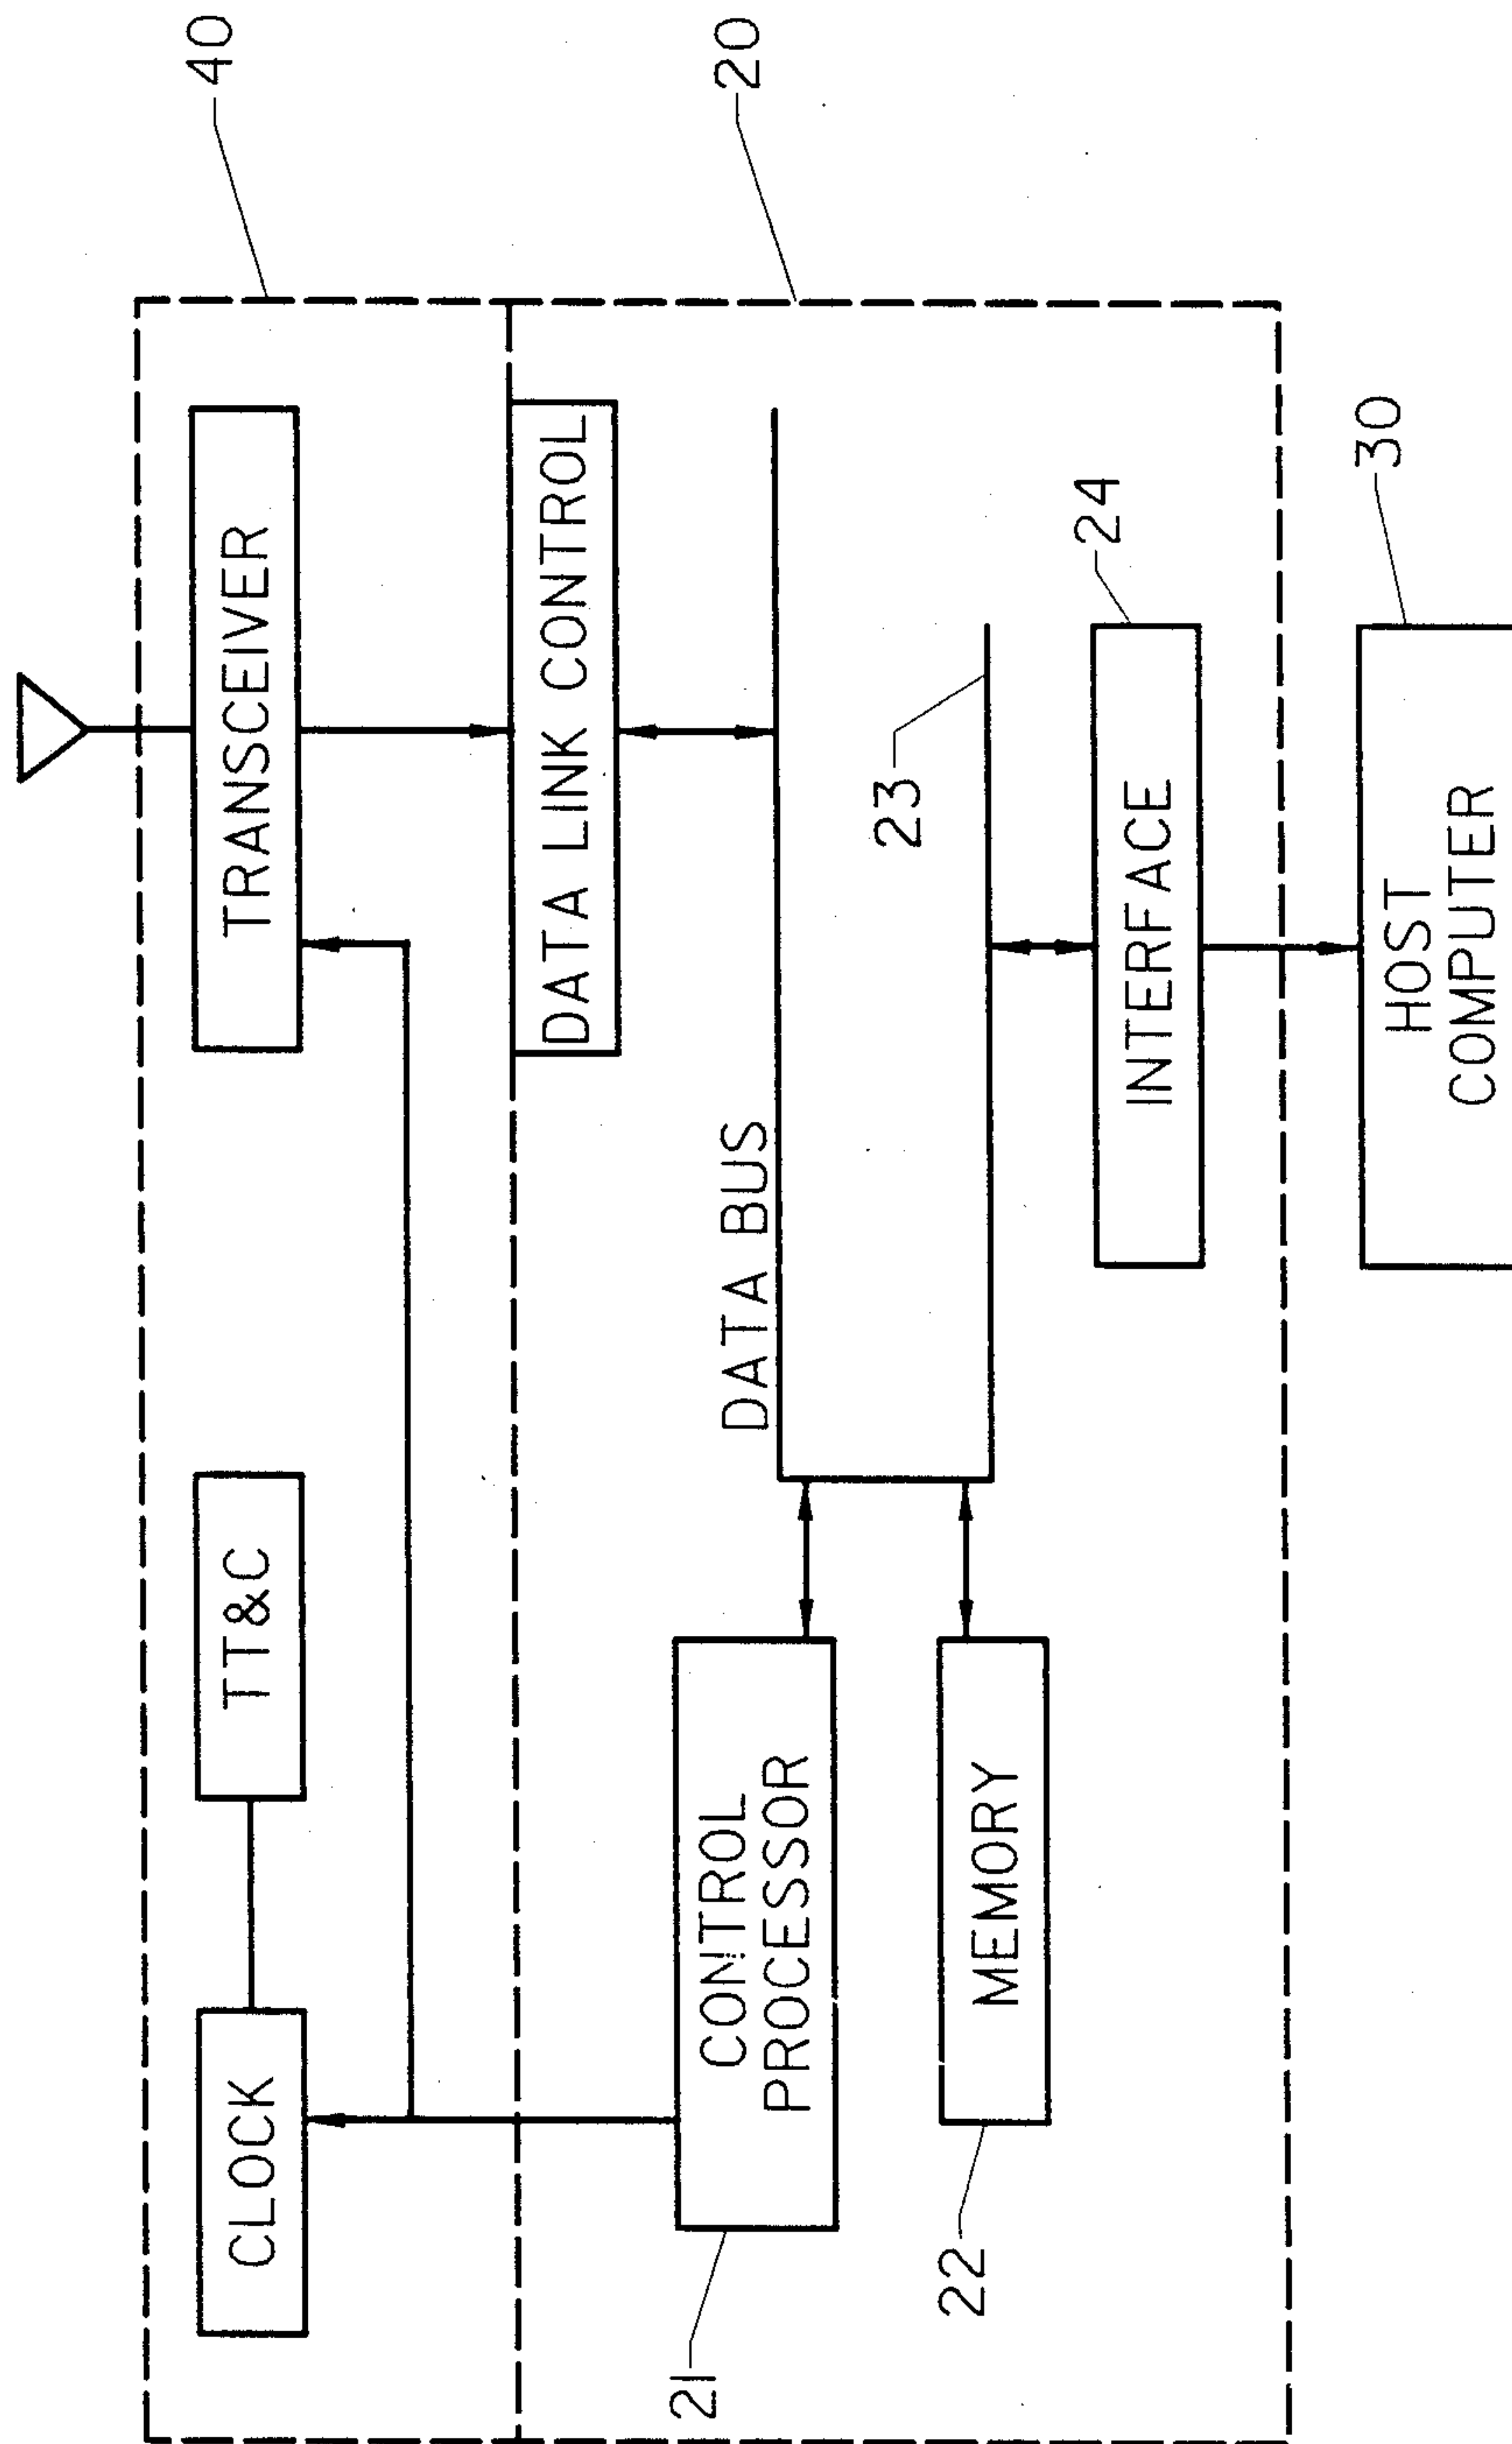 40
CLOCK
TT&C
TRANSCEIVER
20
DATA LINK CONTROL
21
CONTROL
PROCESSOR
DATA BUS
23
22
MEMORY
24
INTERFACE
30
HOST
COMPUTER